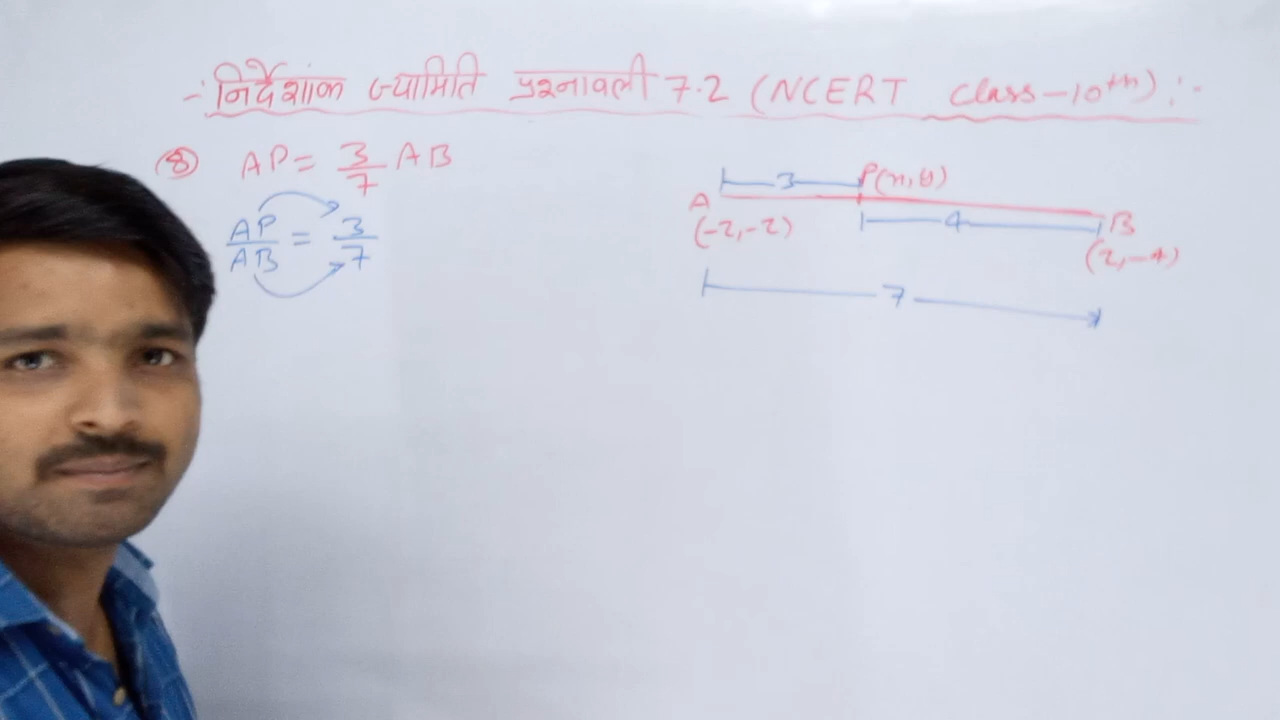 -: निर्देशांक ज्यामिति प्रश्नावली 7.2 (NCERT Class-10th) :-
(8) AP = 3/7 AB
AP/AB = 3/7
3
P(x,y)
A
B
(-2,-2)
4
(2,-4)
7